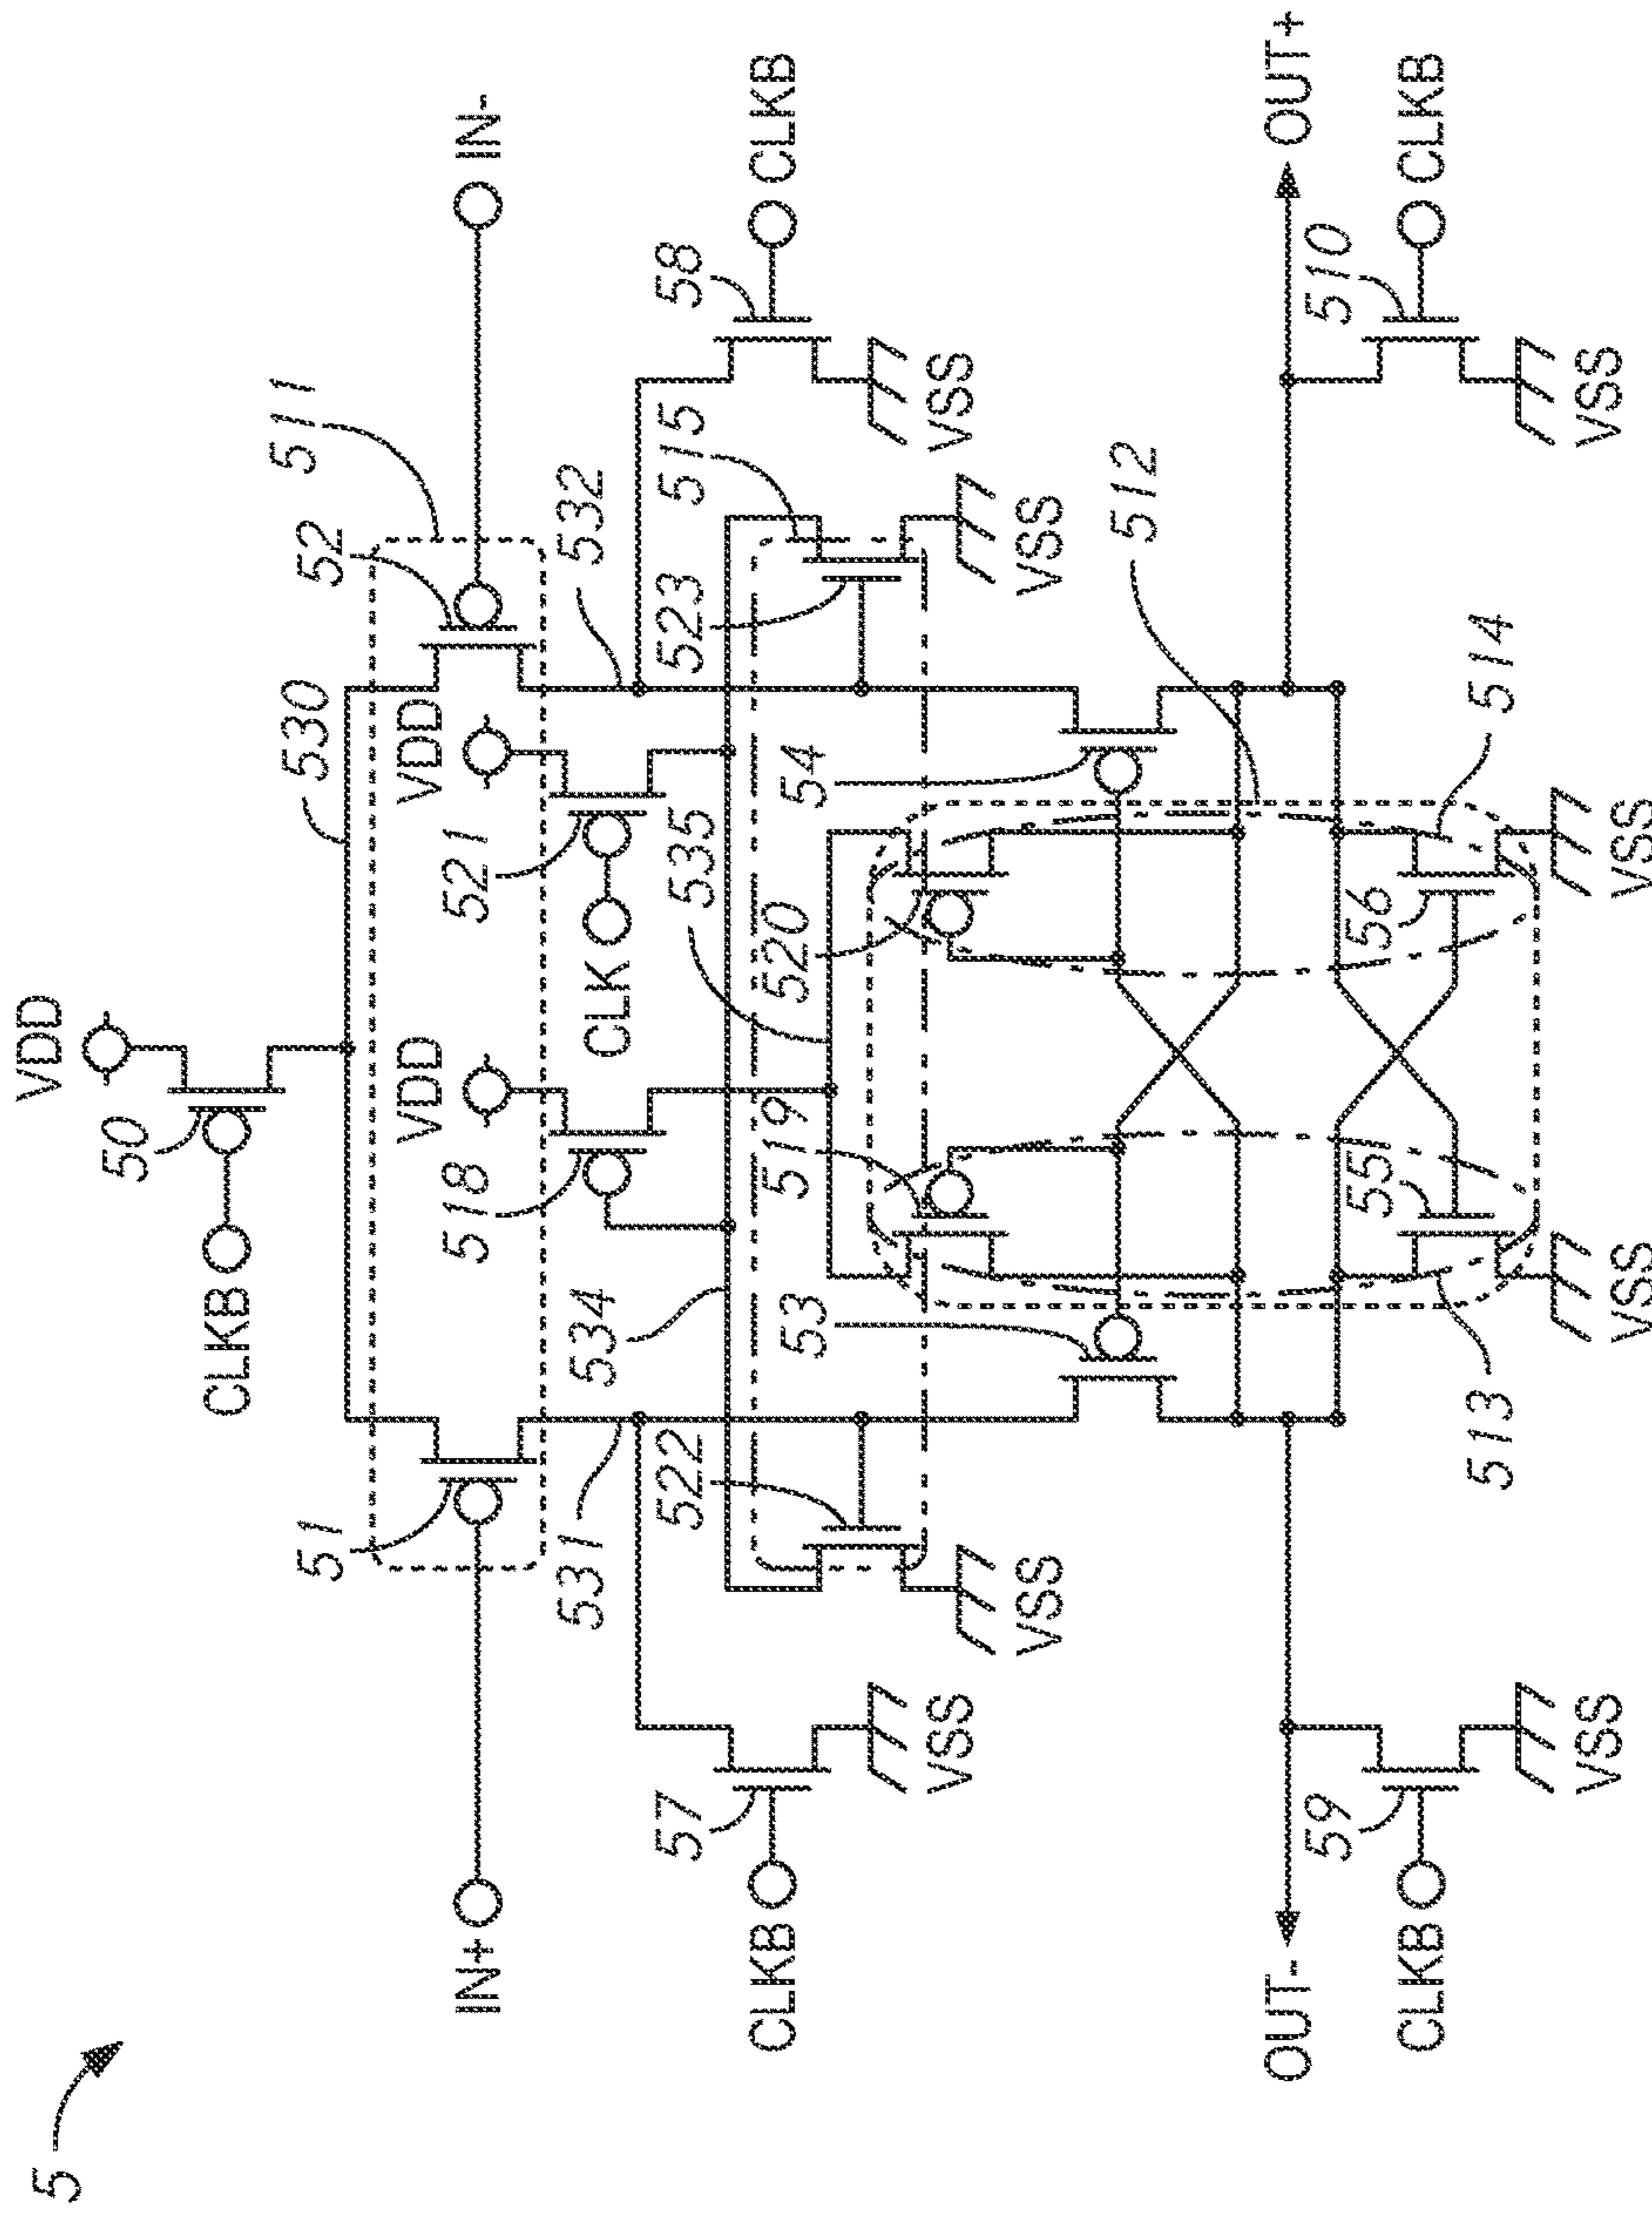 5
VDD
50
CLKB
530
511
51
52
VDD
VDD
IN+
518
521
IN-
531
534
CLK
532
57
522
535
523
515
58
CLKB
53
519
520
54
CLKB
VSS
VSS
VSS
VSS
512
OUT-
OUT+
59
55
56
510
CLKB
CLKB
513
514
VSS
VSS
VSS
VSS